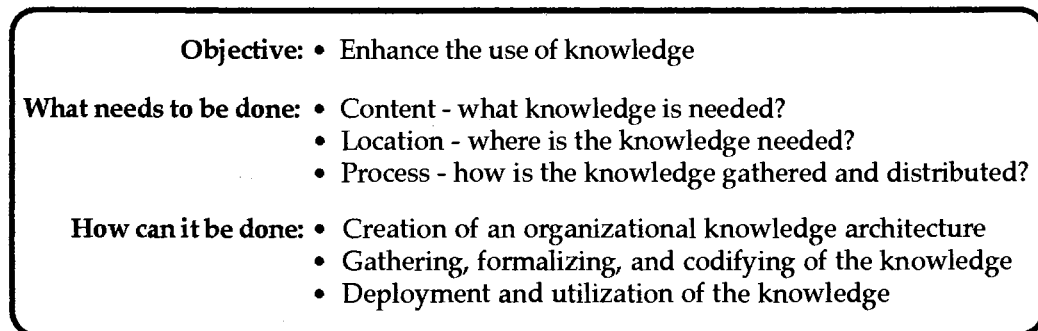 Objective: • Enhance the use of knowledge
What needs to be done: • Content - what knowledge is needed?
• Location - where is the knowledge needed?
• Process - how is the knowledge gathered and distributed?
How can it be done: • Creation of an organizational knowledge architecture
• Gathering, formalizing, and codifying of the knowledge
• Deployment and utilization of the knowledge